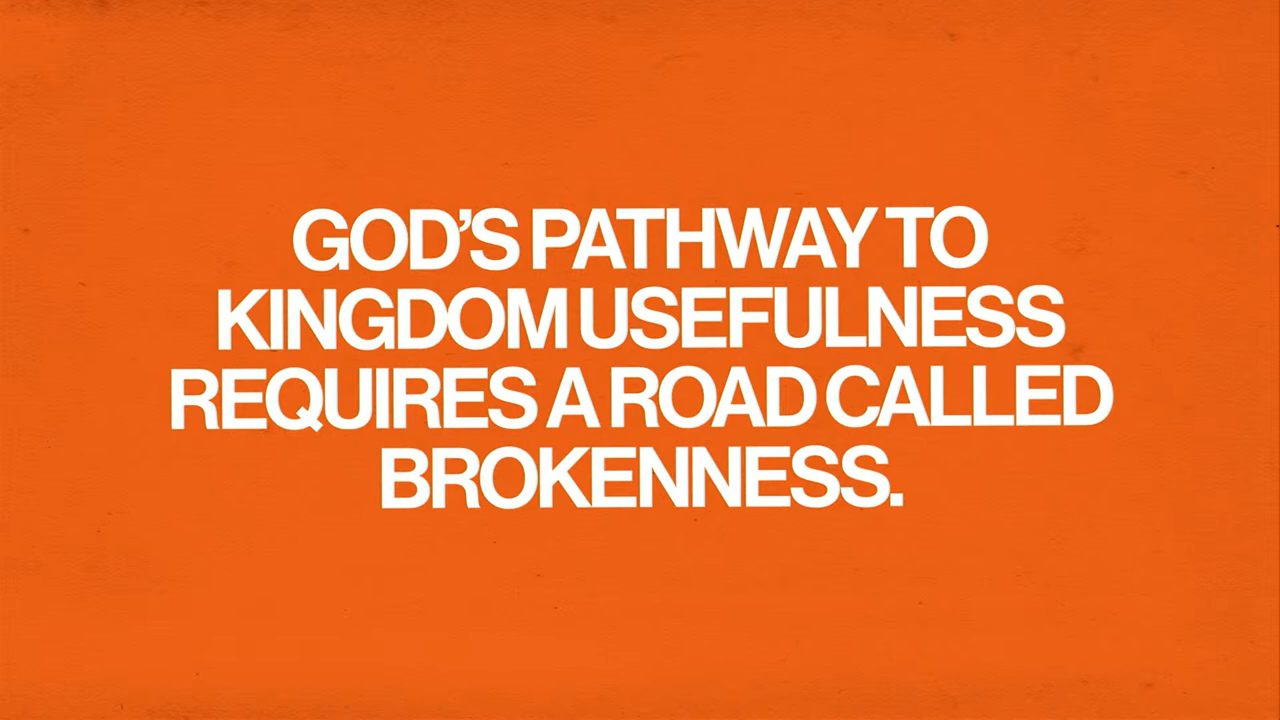 GOD’S PATHWAY TO
KINGDOM USEFULNESS
REQUIRES A ROAD CALLED
BROKENNESS.